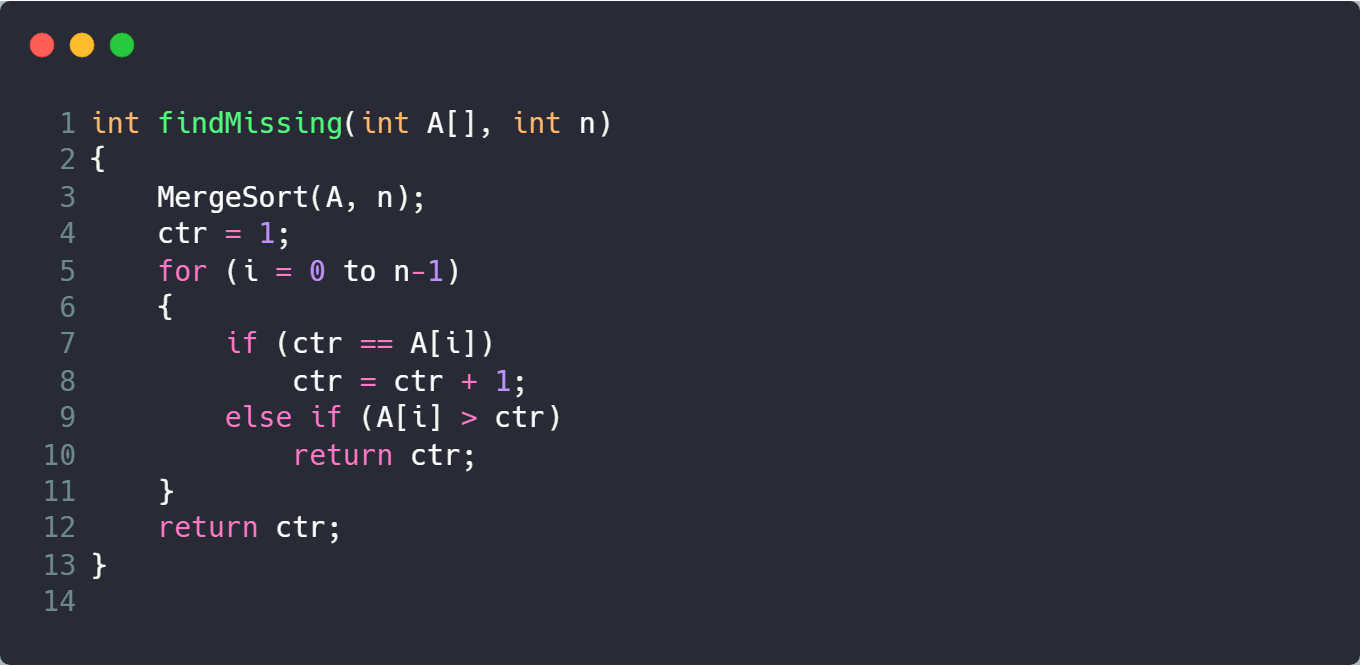 1 int findMissing(int A[], int n)
2 {
3     MergeSort(A, n);
4     ctr = 1;
5     for (i = 0 to n-1)
6     {
7         if (ctr == A[i])
8             ctr = ctr + 1;
9         else if (A[i] > ctr)
10             return ctr;
11     }
12     return ctr;
13 }
14